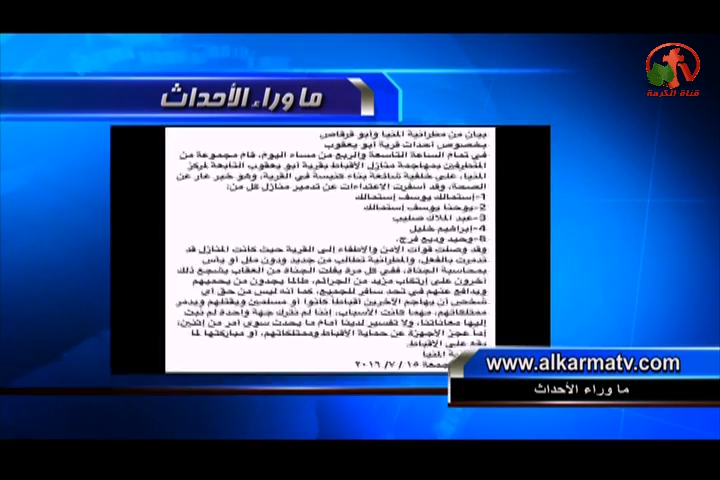 قناة الكرمة
ما وراء الأحداث
بيان من مطرانية المنيا وأبو قرقاص
بخصوص أحداث قرية أبو يعقوب
في تمام الساعة التاسعة والربع من مساء اليوم، قام مجموعة من
المتطرفين بمهاجمة منازل الأقباط بقرية أبو يعقوب التابعة لمركز
المنيا، على خلفية شائعة بناء كنيسة في القرية، وهو خبر عار عن
الصحة، وقد أسفرت الاعتداءات عن تدمير منازل كل من:
1-إستمالك يوسف إستمالك
2-يوحنا يوسف إستمالك
3-عبد الملاك صليب
4-إبراهيم خليل
5-وحيد وديع فرج.
وقد وصلت قوات الأمن والإطفاء إلى القرية حيث كانت المنازل قد
تدمرت بالفعل، والمطرانية تطالب من جديد ودون ملل أو يأس
بمحاسبة الجناة، ففي كل مرة يفلت الجناة من العقاب يشجع ذلك
آخرون على إرتكاب مزيد من الجرائم، طالما يجدون من يحميهم
ويدافع عنهم في تحد سافر للجميع، كما أنه ليس من حق أي
شخص أن يهاجم الآخرين أقباطاً كانوا أو مسلمين ويقتلهم ويدمر
ممتلكاتهم، مهما كانت الأسباب، إننا لم نترك جهة واحدة لم نبث
إليها معاناتنا، ولا تفسير لدينا أمام ما يحدث سوى أمر من إثنين:
إما عجز الأجهزة عن حماية الأقباط وممتلكاتهم، أو مباركتها لما
يقع على الأقباط.
المنيا
١٥ / ٧ / ٢٠١٦
www.alkarmatv.com
ما وراء الأحداث